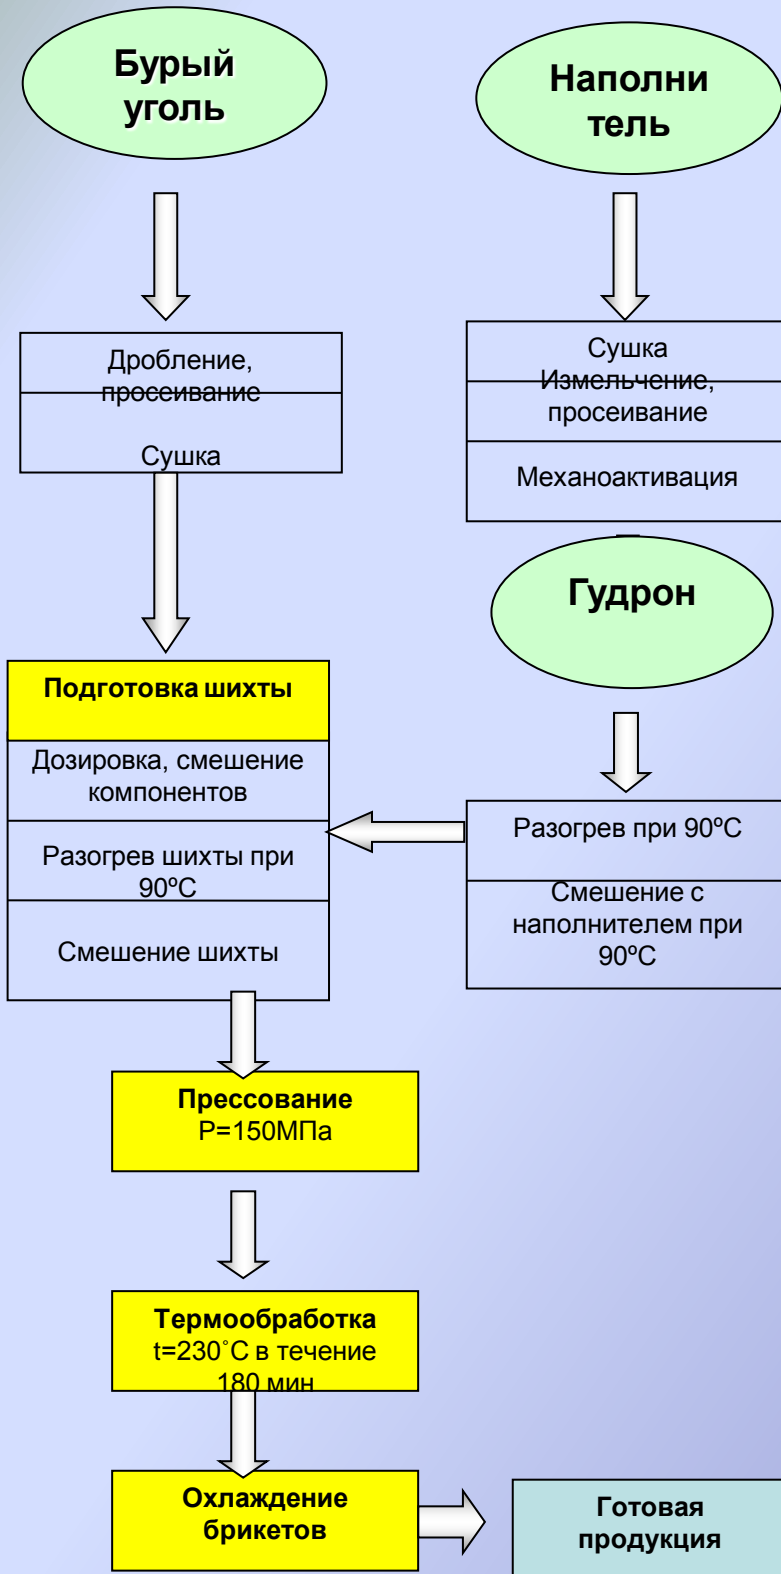 Бурый
уголь
Наполни
тель
Дробление,
просеивание
Сушка
Сушка
Измельчение,
просеивание
Механоактивация
Гудрон
Подготовка шихты
Дозировка, смешение
компонентов
Разогрев шихты при
90ºС
Смешение шихты
Разогрев при 90ºС
Смешение с
наполнителем при
90ºС
Прессование
Р=150МПа
Термообработка
t=230˚С в течение
180 мин
Охлаждение
брикетов
Готовая
продукция